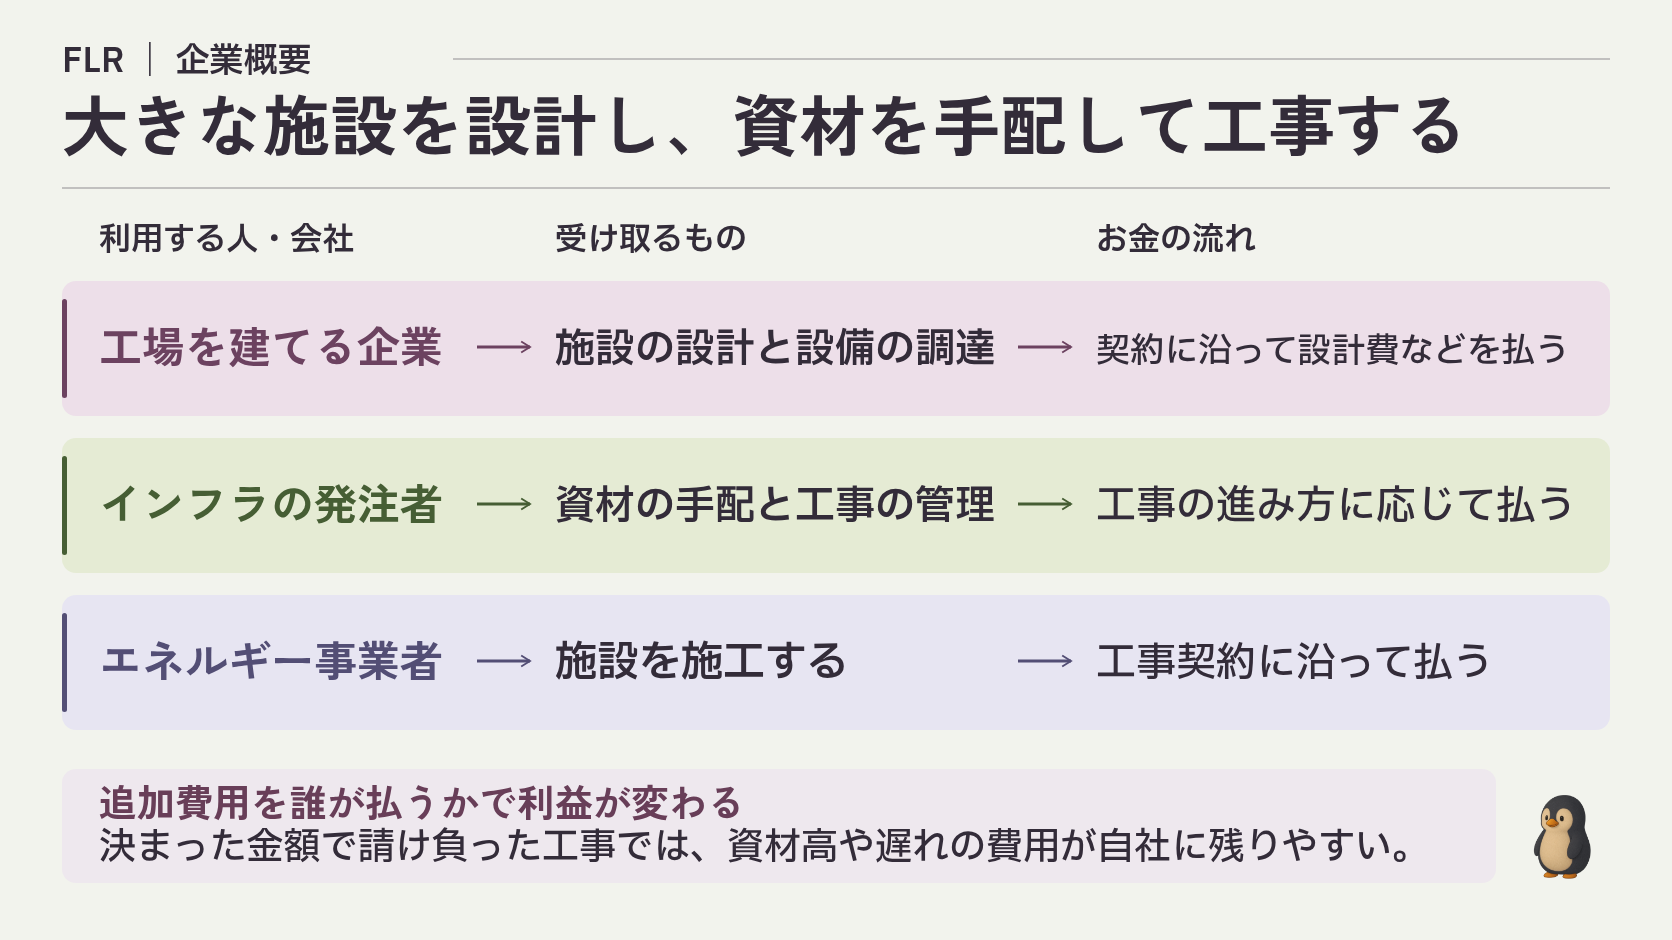 FLR | 企業概要
大きな施設を設計し、資材を手配して工事する
利用する人・会社 受け取るもの お金の流れ
工場を建てる企業 → 施設の設計と設備の調達 → 契約に沿って設計費などを払う
インフラの発注者 → 資材の手配と工事の管理 → 工事の進み方に応じて払う
エネルギー事業者 → 施設を施工する → 工事契約に沿って払う
追加費用を誰が払うかで利益が変わる
決まった金額で請け負った工事では、資材高や遅れの費用が自社に残りやすい。